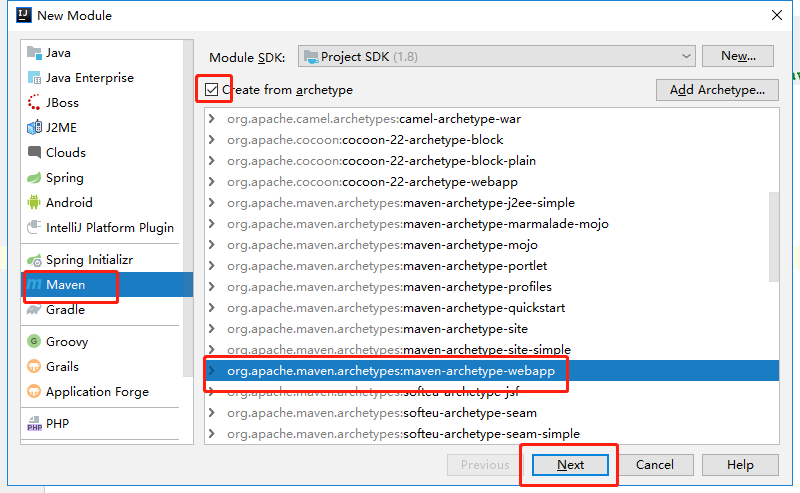 New Module
Java
Java Enterprise
JBoss
J2ME
Clouds
Spring
Android
IntelliJ Platform Plugin
Spring Initializr
Maven
Gradle
Groovy
Grails
Application Forge
PHP
Module SDK: Project SDK (1.8) New...
Create from archetype Add Archetype...
org.apache.camel.archetypes:camel-archetype-war
org.apache.cocoon:cocoon-22-archetype-block
org.apache.cocoon:cocoon-22-archetype-block-plain
org.apache.cocoon:cocoon-22-archetype-webapp
org.apache.maven.archetypes:maven-archetype-j2ee-simple
org.apache.maven.archetypes:maven-archetype-marmalade-mojo
org.apache.maven.archetypes:maven-archetype-mojo
org.apache.maven.archetypes:maven-archetype-portlet
org.apache.maven.archetypes:maven-archetype-profiles
org.apache.maven.archetypes:maven-archetype-quickstart
org.apache.maven.archetypes:maven-archetype-site
org.apache.maven.archetypes:maven-archetype-site-simple
org.apache.maven.archetypes:maven-archetype-webapp
org.apache.maven.archetypes:softeu-archetype-jsf
org.apache.maven.archetypes:softeu-archetype-seam
org.apache.maven.archetypes:softeu-archetype-seam-simple
Previous Next Cancel Help